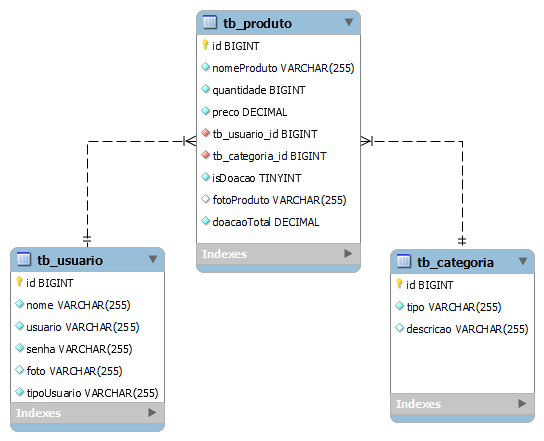 tb_produto
id BIGINT
nomeProduto VARCHAR(255)
quantidade BIGINT
preco DECIMAL
tb_usuario_id BIGINT
tb_categoria_id BIGINT
isDoacao TINYINT
fotoProduto VARCHAR(255)
doacaoTotal DECIMAL
Indexes
tb_usuario
id BIGINT
nome VARCHAR(255)
usuario VARCHAR(255)
senha VARCHAR(255)
foto VARCHAR(255)
tipoUsuario VARCHAR(255)
Indexes
tb_categoria
id BIGINT
tipo VARCHAR(255)
descricao VARCHAR(255)
Indexes